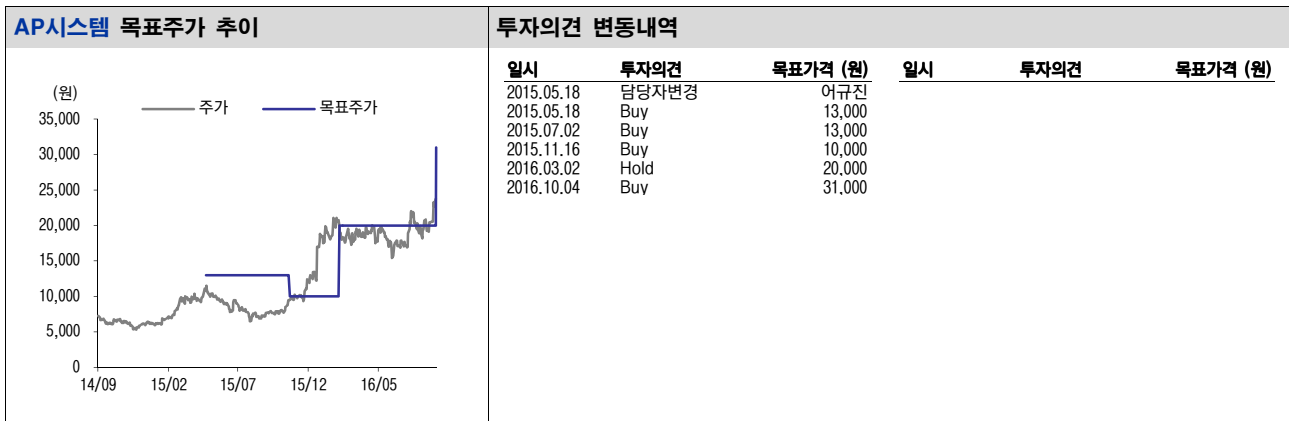 AP시스템 목표주가 추이
(원)
주가 목표주가
35,000
30,000
25,000
20,000
15,000
10,000
5,000
0
14/09 15/02 15/07 15/12 16/05
투자의견 변동내역
일시 투자의견 목표가격 (원) 일시 투자의견 목표가격 (원)
2015.05.18 담당자변경 어규진
2015.05.18 Buy 13,000
2015.07.02 Buy 13,000
2015.11.16 Buy 10,000
2016.03.02 Hold 20,000
2016.10.04 Buy 31,000